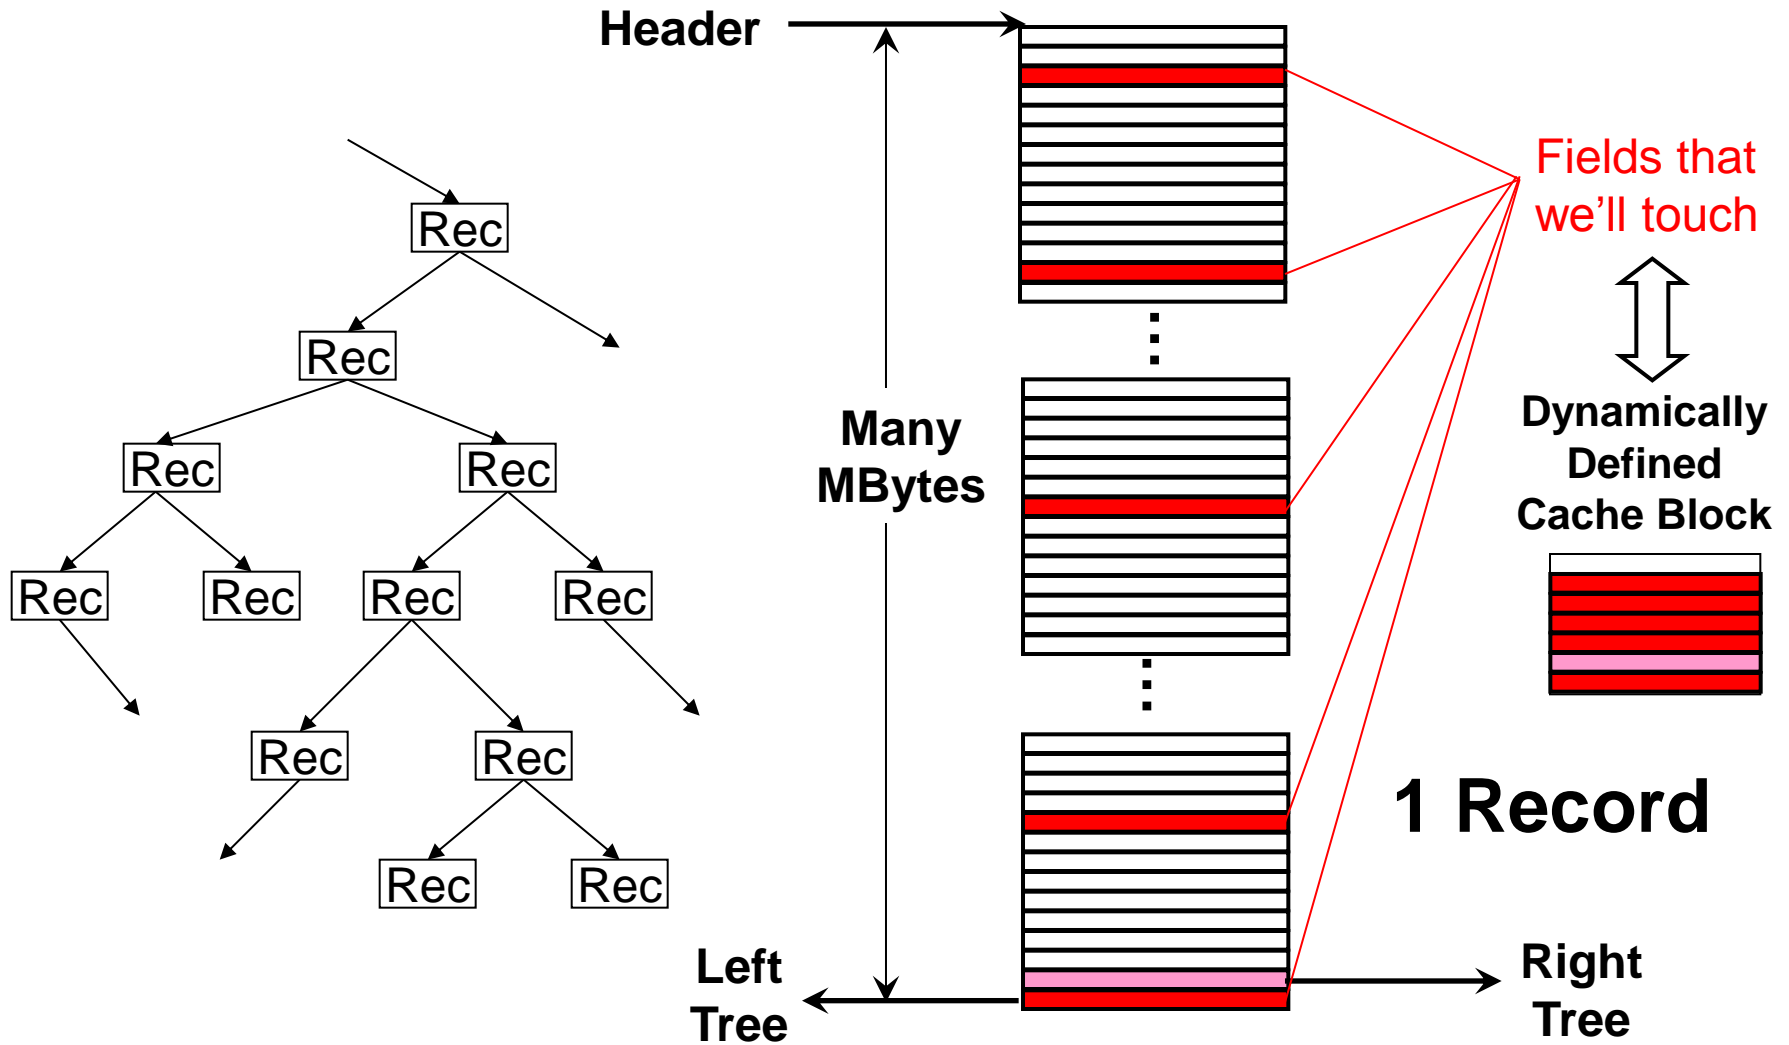 Header
Rec
Rec
Rec
Rec
Rec
Rec
Rec
Rec
Rec
Rec
Rec
Rec
Many
MBytes
Left
Tree
Fields that
we'll touch
Dynamically
Defined
Cache Block
1 Record
Right
Tree